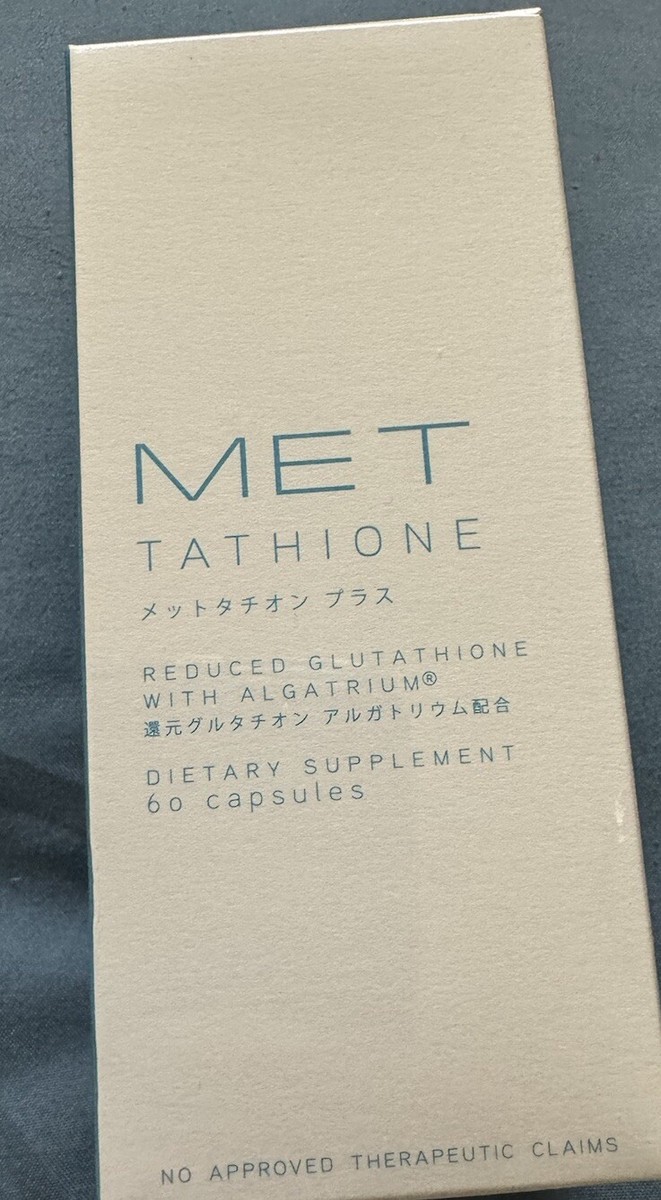 MET
TATHIONE
メットタチオン プラス
REDUCED GLUTATHIONE
WITH ALGATRIUM®
還元グルタチオン アルガトリウム配合
DIETARY SUPPLEMENT
60 capsules
NO APPROVED THERAPEUTIC CLAIMS